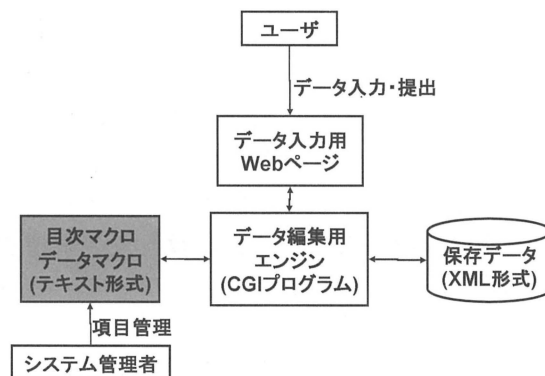 ユーザ
データ入力・提出
データ入力用
Webページ
目次マクロ
データマクロ
(テキスト形式)
データ編集用
エンジン
(CGIプログラム)
保存データ
(XML形式)
項目管理
システム管理者